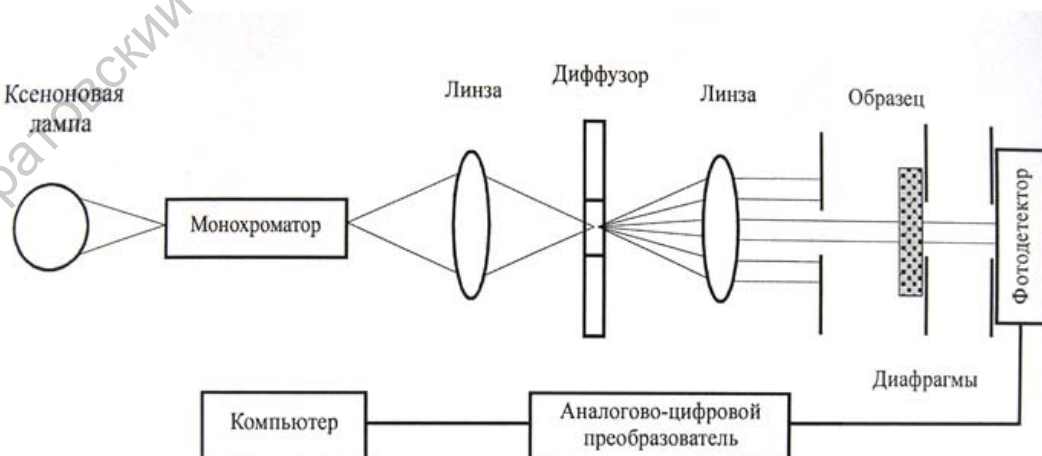 Ксеноновая
лампа
Монохроматор
Линза
Диффузор
Линза
Образец
Фотодетектор
Диафрагмы
Аналогово-цифровой
преобразователь
Компьютер